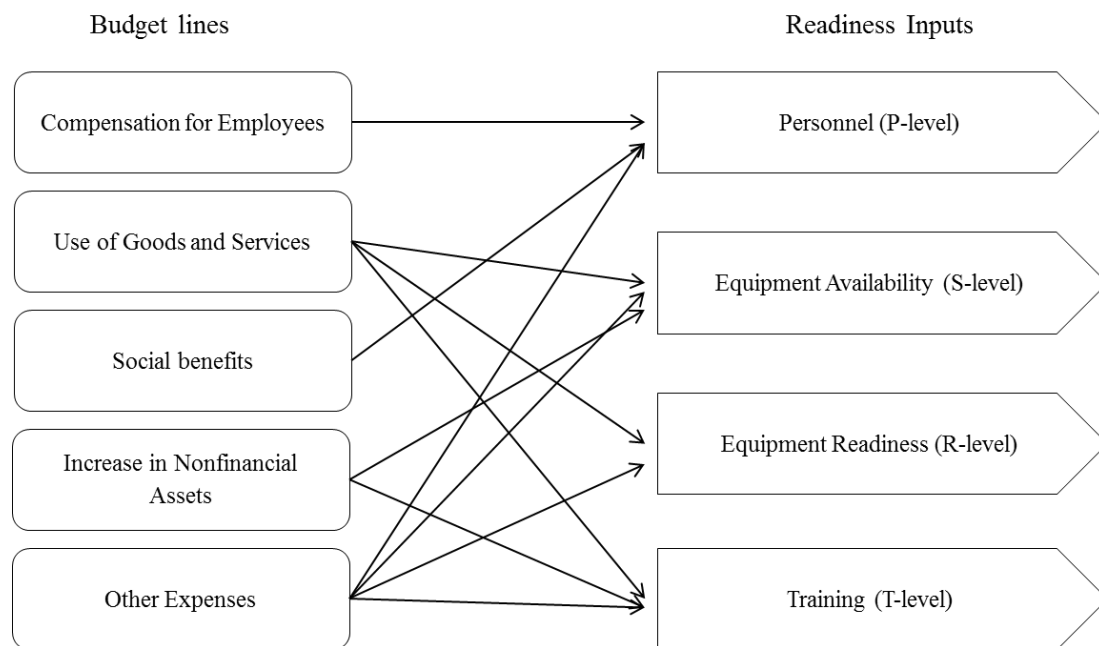 Budget lines
Readiness Inputs
Compensation for Employees
Personnel (P-level)
Use of Goods and Services
Equipment Availability (S-level)
Social benefits
Equipment Readiness (R-level)
Increase in Nonfinancial
Assets
Other Expenses
Training (T-level)